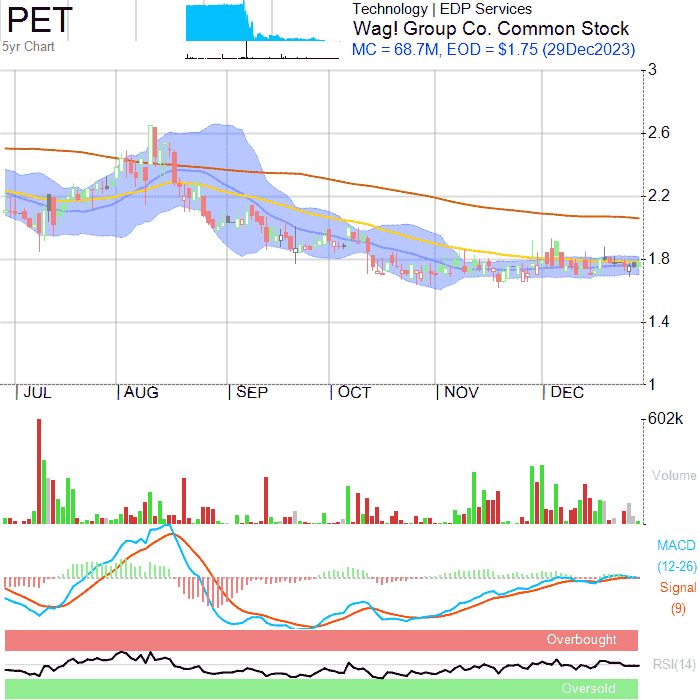 PET
5yr Chart
Technology | EDP Services
Wag! Group Co. Common Stock
MC = 68.7M, EOD = $1.75 (29Dec2023)
3
2.6
2.2
1.8
1.4
1
JUL AUG SEP OCT NOV DEC
602k
Volume
MACD
(12-26)
Signal
(9)
Overbought
RSI(14)
Oversold